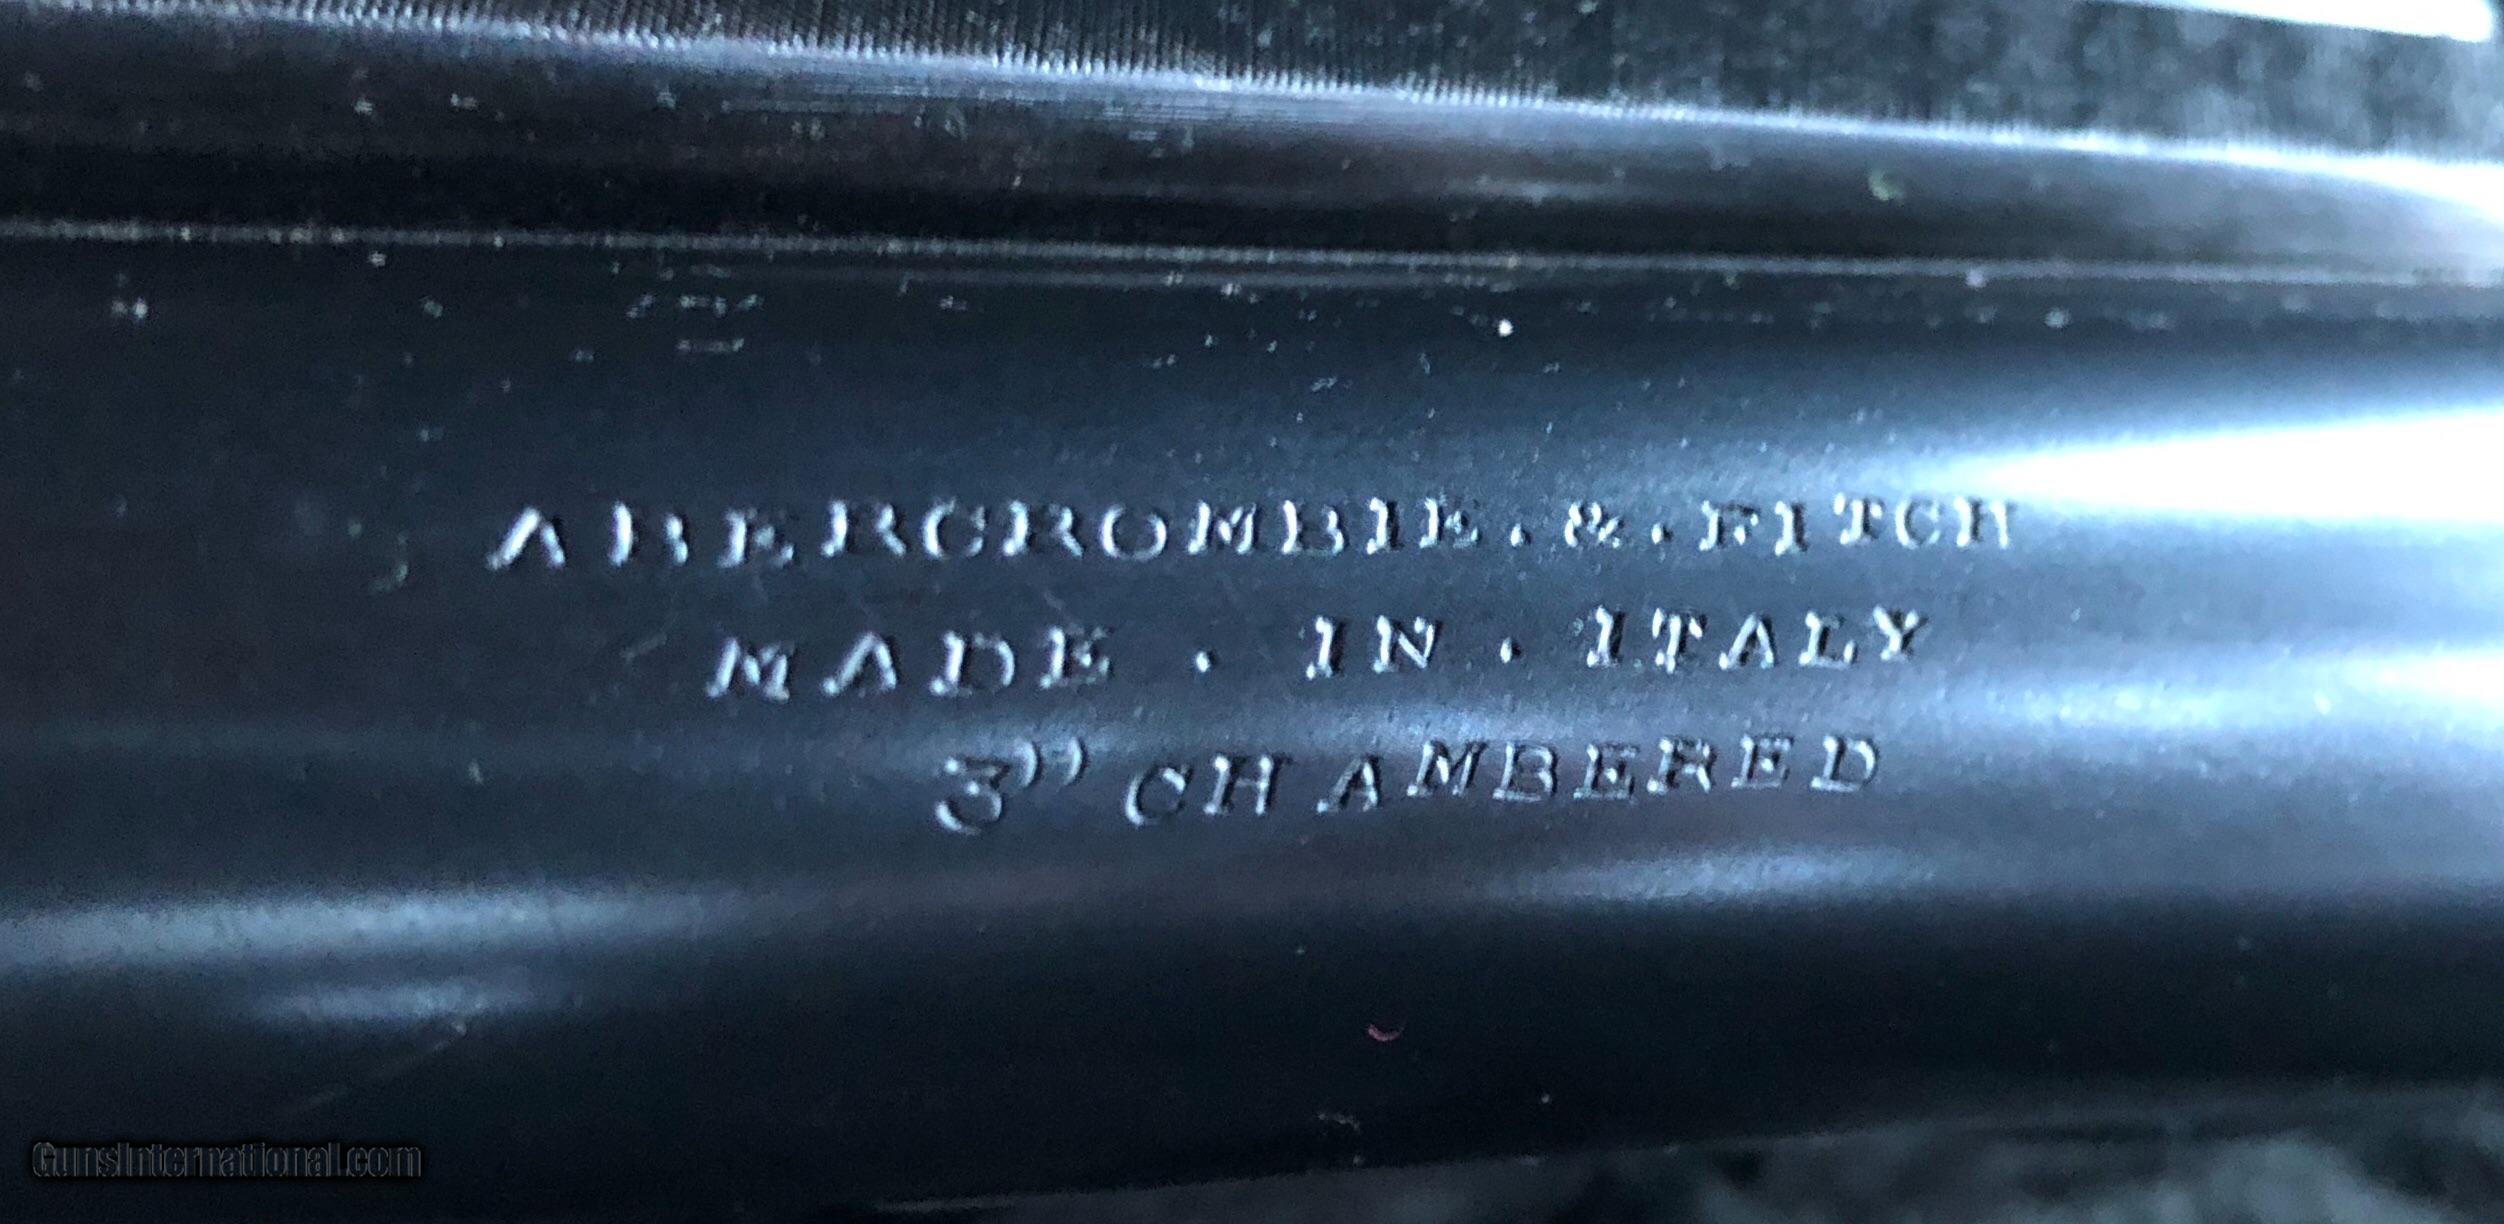 ABERCROMBIE.&.FITCH
MADE . IN . ITALY
3" CHAMBERED
GunsInternational.com